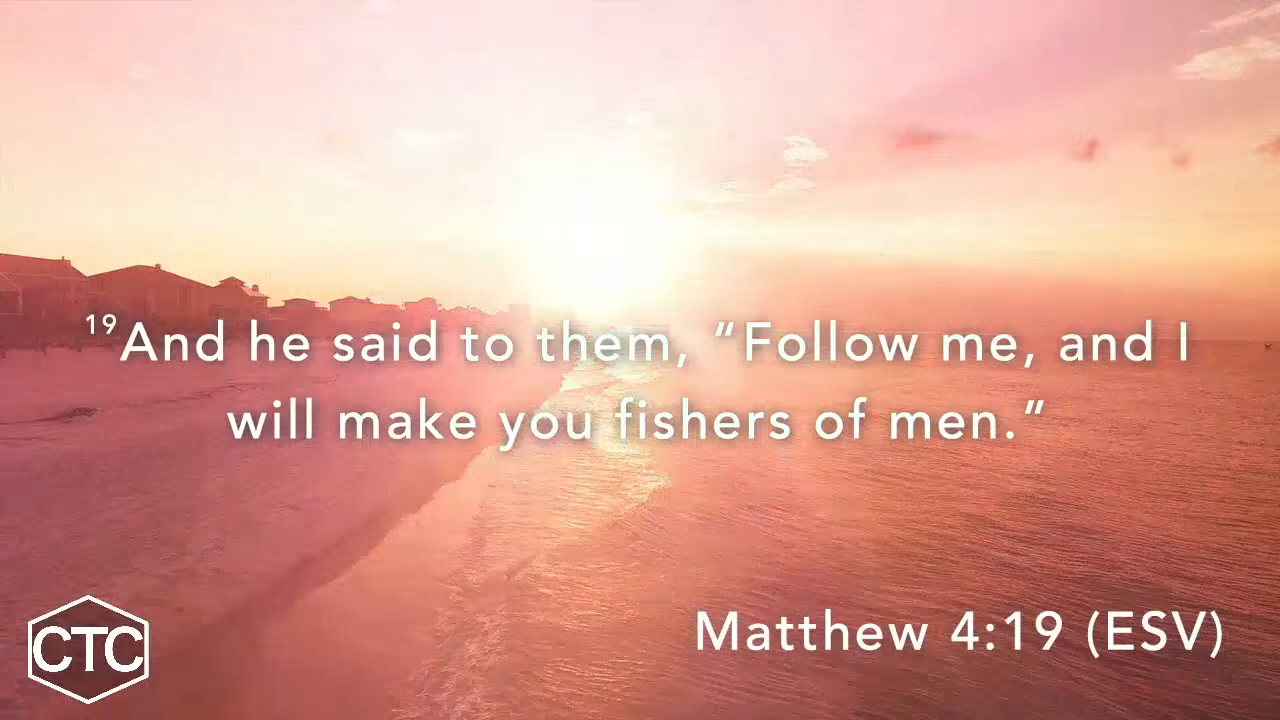 ¹⁹And he said to them, “Follow me, and I
will make you fishers of men.”
Matthew 4:19 (ESV)
CTC